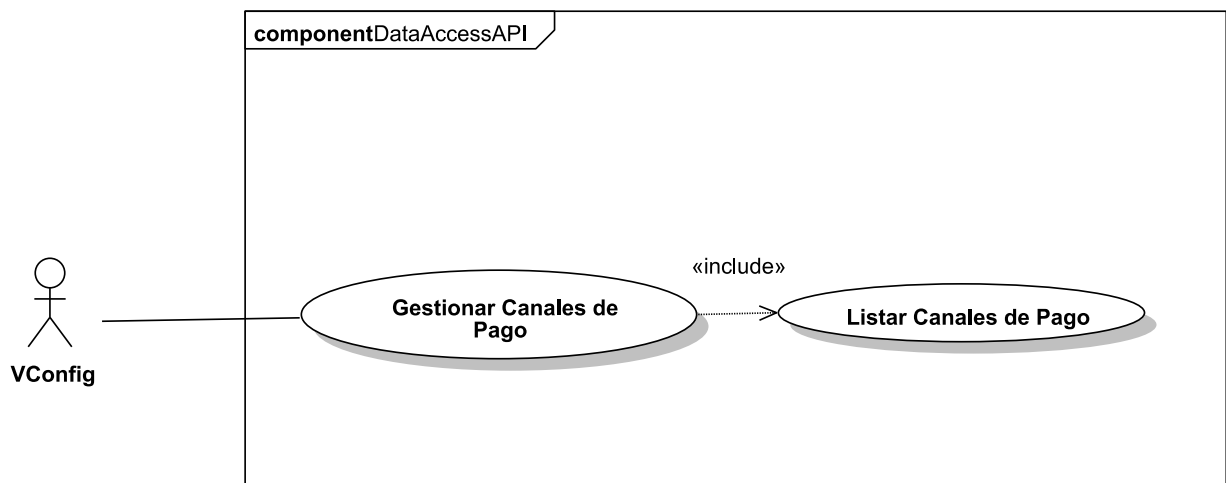 componentDataAccessAPI
«include»
Gestionar Canales de
Pago
Listar Canales de Pago
VConfig